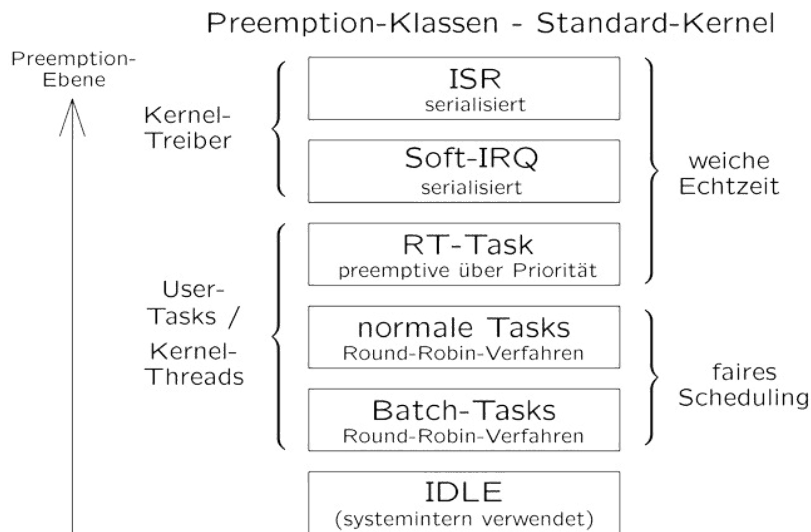 Preemption-Klassen - Standard-Kernel
Preemption-
Ebene
Kernel-
Treiber
ISR
serialisiert
Soft-IRQ
serialisiert
weiche
Echtzeit
User-
Tasks /
Kernel-
Threads
RT-Task
preemptive über Priorität
normale Tasks
Round-Robin-Verfahren
Batch-Tasks
Round-Robin-Verfahren
faires
Scheduling
IDLE
(systemintern verwendet)